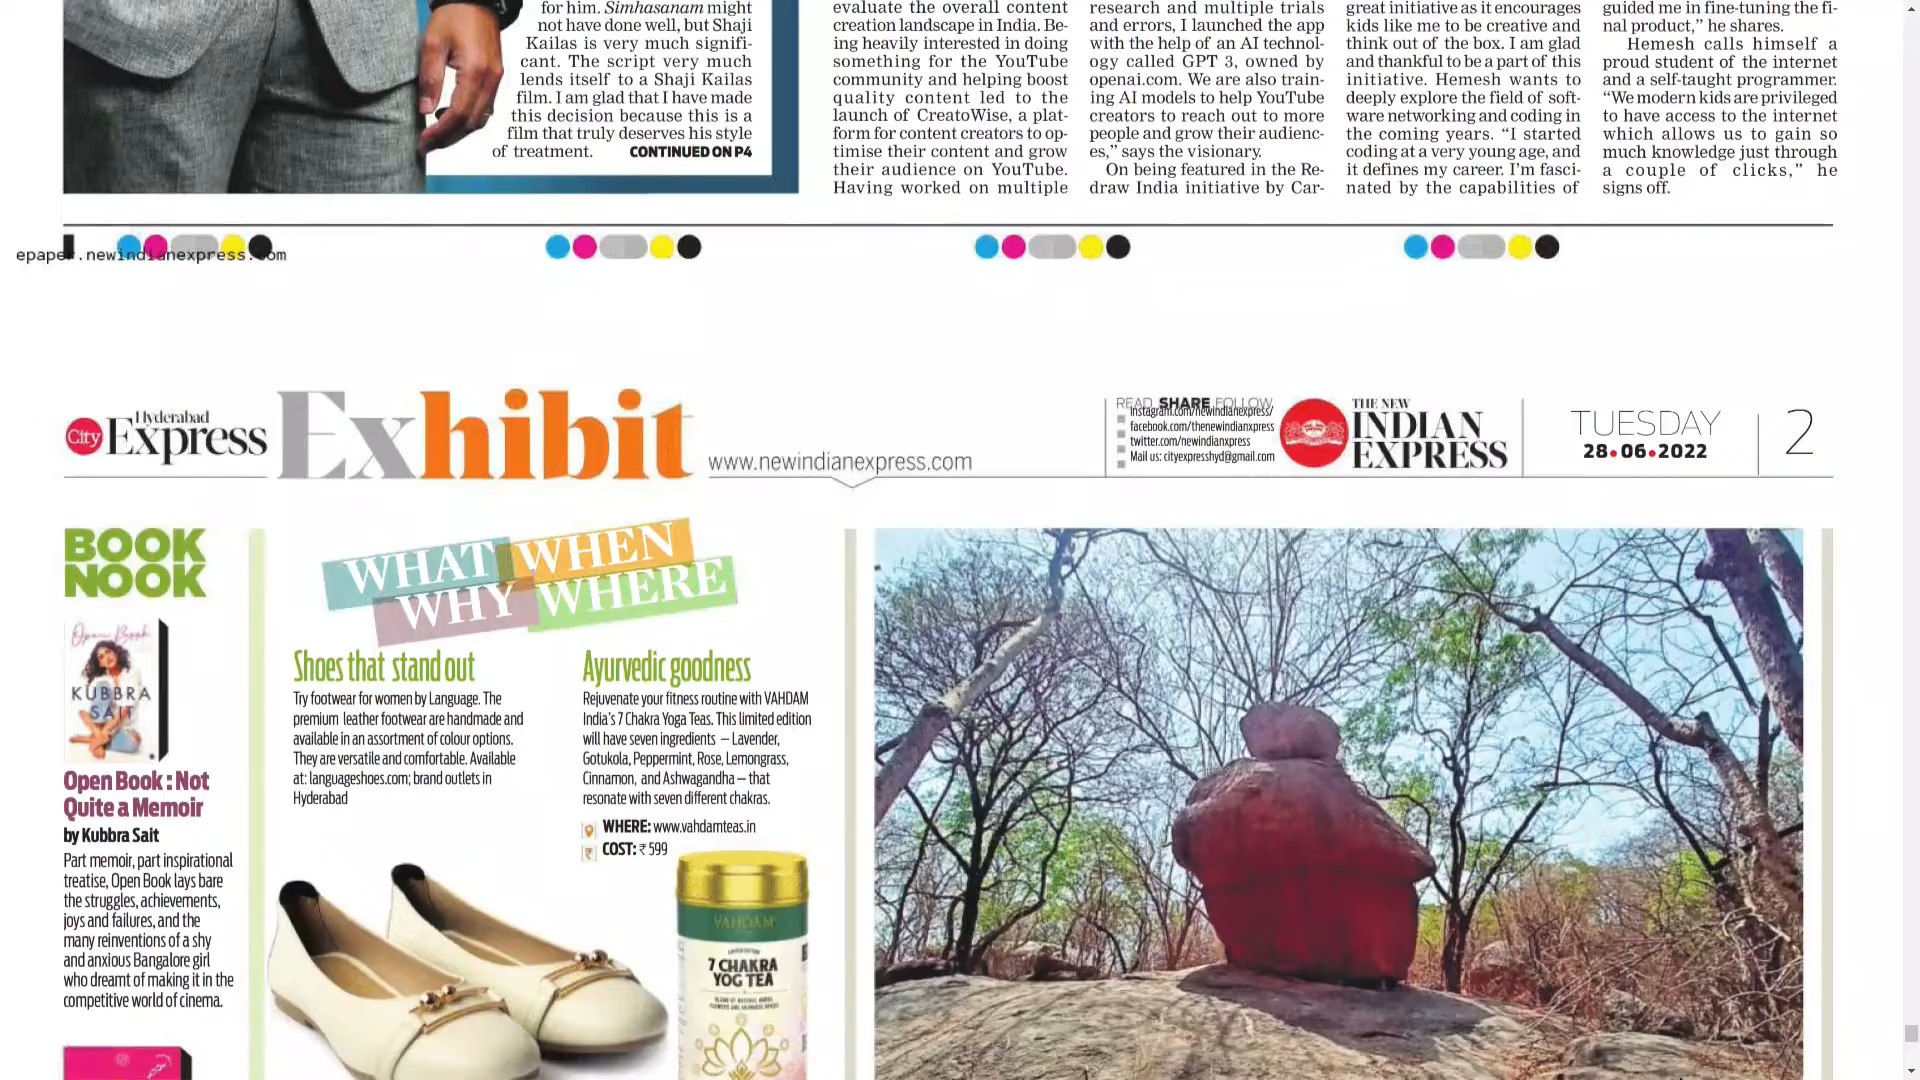 for him. Simhasanam might
not have done well, but Shaji
Kailas is very much signifi-
cant. The script very much
lends itself to a Shaji Kailas
film. I am glad that I have made
this decision because this is a
film that truly deserves his style
of treatment. CONTINUED ON P4
evaluate the overall content
creation landscape in India. Be-
ing heavily interested in doing
something for the YouTube
community and helping boost
quality content led to the
launch of CreatoWise, a plat-
form for content creators to op-
timise their content and grow
their audience on YouTube.
Having worked on multiple
research and multiple trials
and errors, I launched the app
with the help of an AI technol-
ogy called GPT 3, owned by
openai.com. We are also train-
ing AI models to help YouTube
creators to reach out to more
people and grow their audienc-
es,” says the visionary.
On being featured in the Re-
draw India initiative by Car-
great initiative as it encourages
kids like me to be creative and
think out of the box. I am glad
and thankful to be a part of this
initiative. Hemesh wants to
deeply explore the field of soft-
ware networking and coding in
the coming years. “I started
coding at a very young age, and
it defines my career. I’m fasci-
nated by the capabilities of
guided me in fine-tuning the fi-
nal product,” he shares.
Hemesh calls himself a
proud student of the internet
and a self-taught programmer.
“We modern kids are privileged
to have access to the internet
which allows us to gain so
much knowledge just through
a couple of clicks,” he
signs off.
epaper.newindianexpress.com
City Hyderabad
Express
Exhibit
www.newindianexpress.com
READ SHARE FOLLOW
instagram.com/newindianexpress/
facebook.com/thenewindianxpress
twitter.com/newindianxpress
Mail us: cityexpresshyd@gmail.com
THE NEW
INDIAN
EXPRESS
TUESDAY
28•06•2022
2
BOOK
NOOK
Open Book
KUBBRA
SAIT
Open Book : Not
Quite a Memoir
by Kubbra Sait
Part memoir, part inspirational
treatise, Open Book lays bare
the struggles, achievements,
joys and failures, and the
many reinventions of a shy
and anxious Bangalore girl
who dreamt of making it in the
competitive world of cinema.
WHAT WHEN
WHY WHERE
Shoes that stand out
Try footwear for women by Language. The
premium leather footwear are handmade and
available in an assortment of colour options.
They are versatile and comfortable. Available
at: languageshoes.com; brand outlets in
Hyderabad
Ayurvedic goodness
Rejuvenate your fitness routine with VAHDAM
India’s 7 Chakra Yoga Teas. This limited edition
will have seven ingredients – Lavender,
Gotukola, Peppermint, Rose, Lemongrass,
Cinnamon, and Ashwagandha – that
resonate with seven different chakras.
WHERE: www.vahdamteas.in
COST: ₹ 599
VAHDAM
7 CHAKRA
YOG TEA